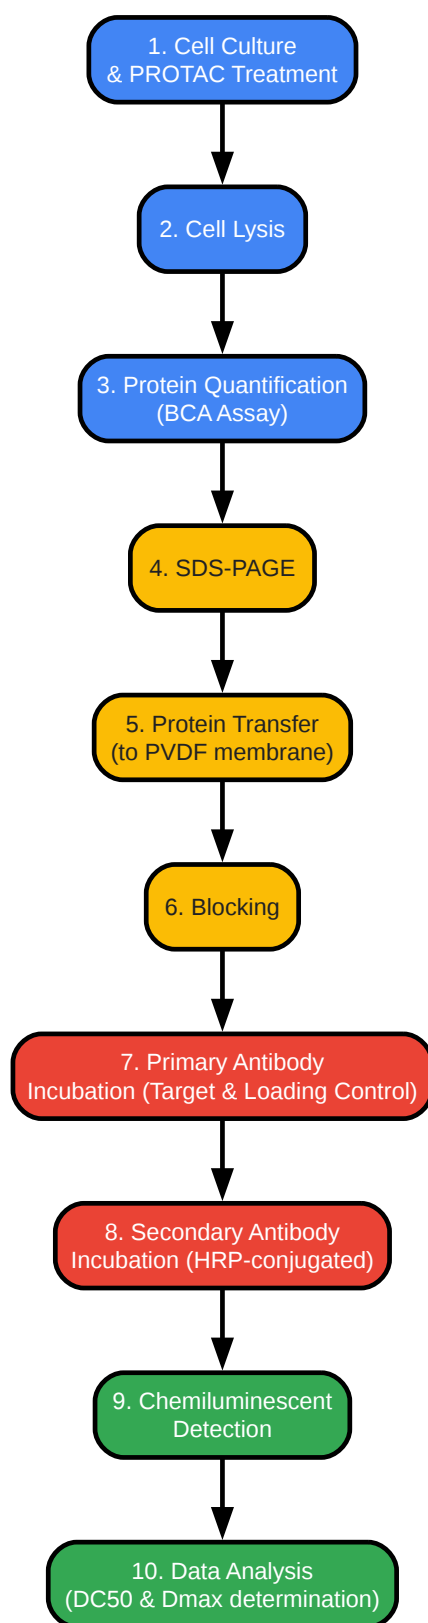 1. Cell Culture
& PROTAC Treatment
2. Cell Lysis
3. Protein Quantification
(BCA Assay)
4. SDS-PAGE
5. Protein Transfer
(to PVDF membrane)
6. Blocking
7. Primary Antibody
Incubation (Target & Loading Control)
8. Secondary Antibody
Incubation (HRP-conjugated)
9. Chemiluminescent
Detection
10. Data Analysis
(DC50 & Dmax determination)